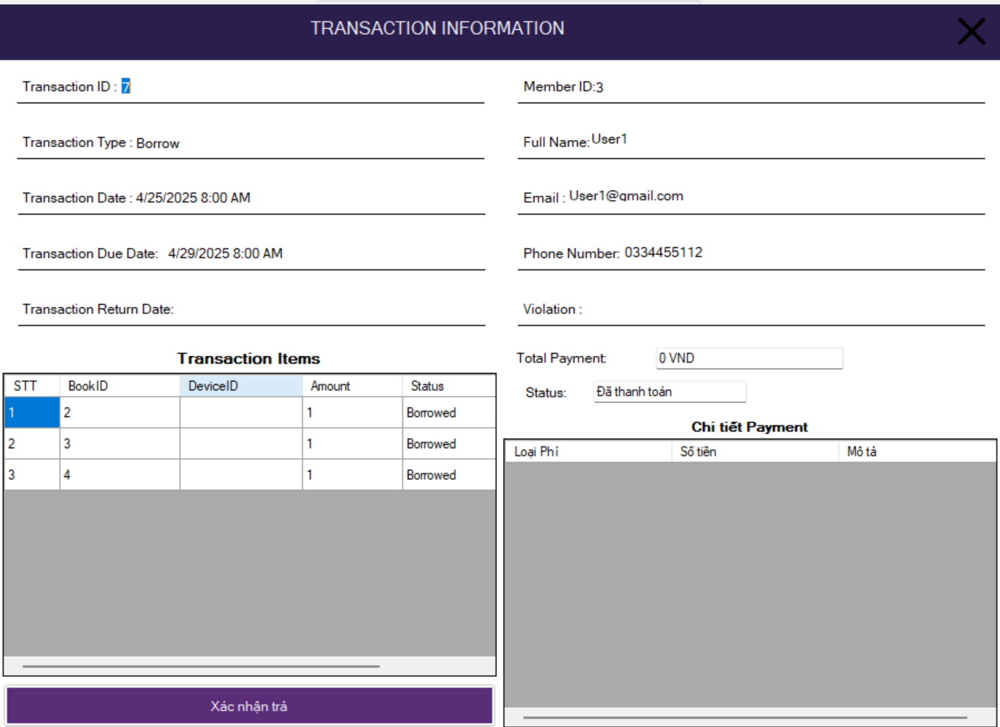 TRANSACTION INFORMATION
Transaction ID : 7
Transaction Type : Borrow
Transaction Date : 4/25/2025 8:00 AM
Transaction Due Date: 4/29/2025 8:00 AM
Transaction Return Date:
Member ID:3
Full Name: User1
Email : User1@gmail.com
Phone Number: 0334455112
Violation :
Transaction Items
STT BookID DeviceID Amount Status
1 2 1 Borrowed
2 3 1 Borrowed
3 4 1 Borrowed
Xác nhận trả
Total Payment: 0 VND
Status: Đã thanh toán
Chi tiết Payment
Loại Phí Số tiền Mô tả